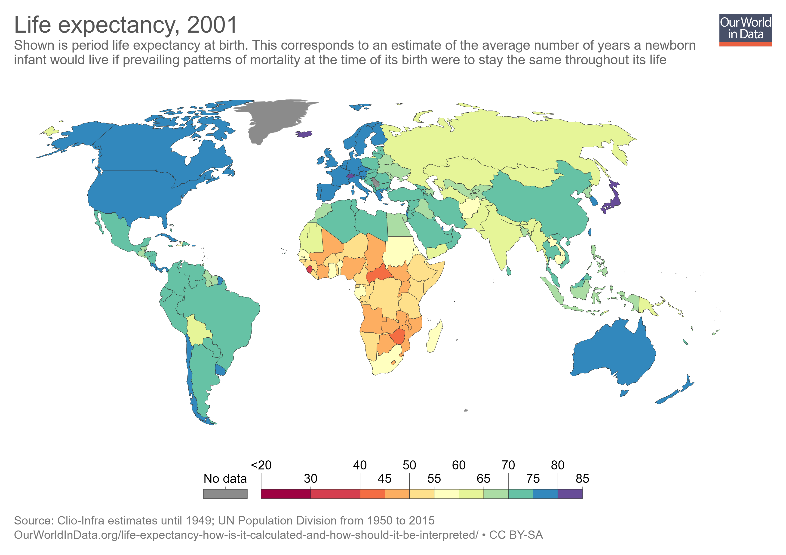 Life expectancy, 2001
Shown is period life expectancy at birth. This corresponds to an estimate of the average number of years a newborn
infant would live if prevailing patterns of mortality at the time of its birth were to stay the same throughout its life
Our World
in Data
<20 40 50 60 70 80
No data 30 45 55 65 75 85
Source: Clio-Infra estimates until 1949; UN Population Division from 1950 to 2015
OurWorldInData.org/life-expectancy-how-is-it-calculated-and-how-should-it-be-interpreted/ • CC BY-SA